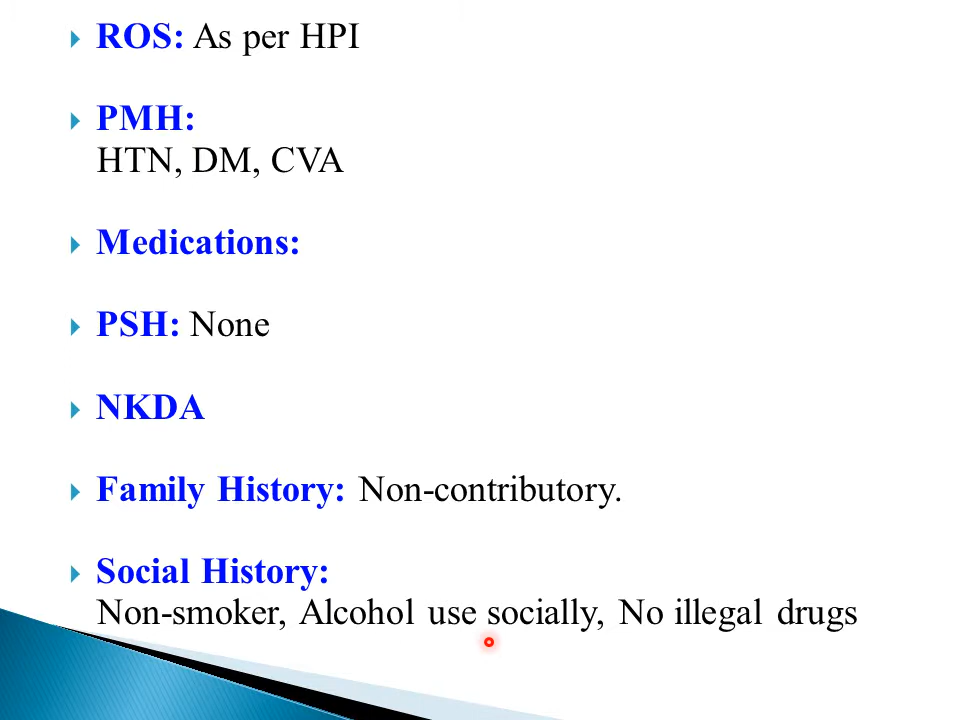 ROS: As per HPI
PMH:
HTN, DM, CVA
Medications:
PSH: None
NKDA
Family History: Non-contributory.
Social History:
Non-smoker, Alcohol use socially, No illegal drugs